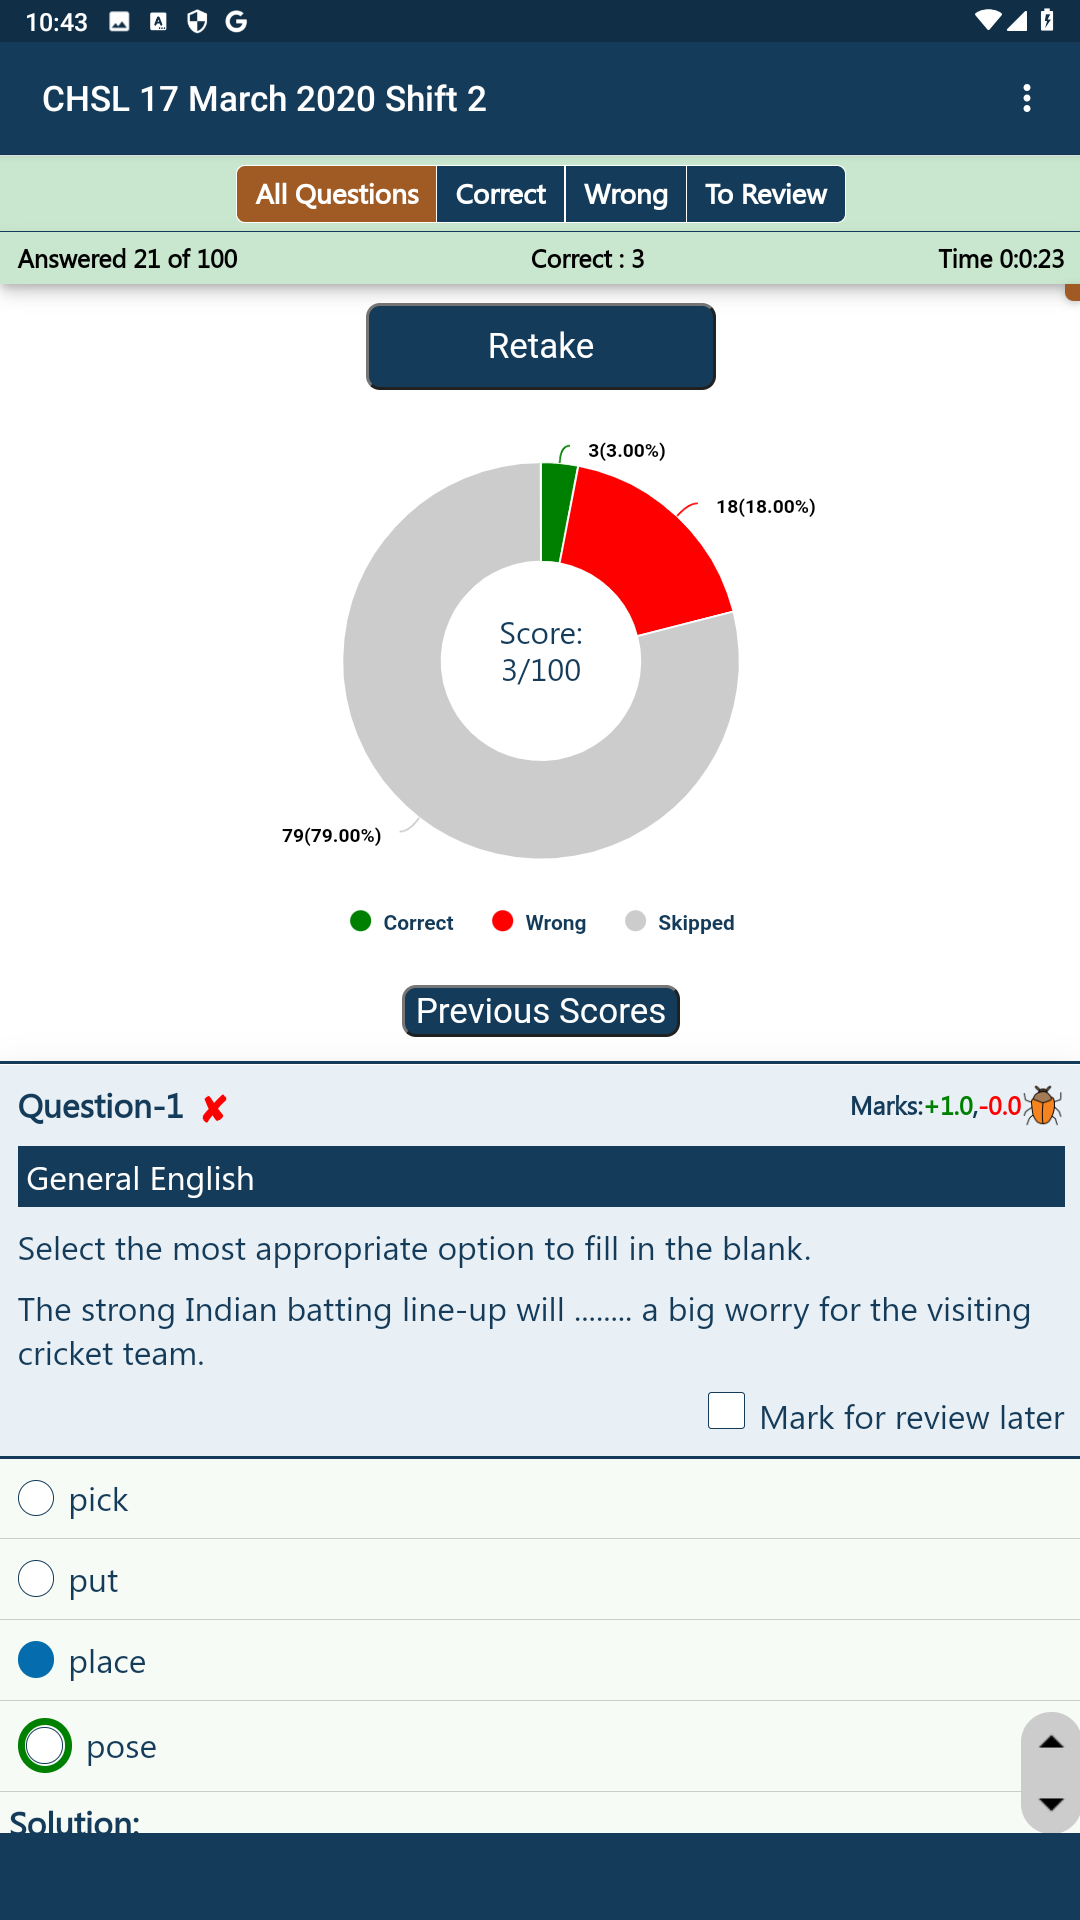 10:43
CHSL 17 March 2020 Shift 2
All Questions Correct Wrong To Review
Answered 21 of 100 Correct : 3 Time 0:0:23
Retake
3(3.00%)
18(18.00%)
Score:
3/100
79(79.00%)
Correct Wrong Skipped
Previous Scores
Question-1 ✘ Marks:+1.0,-0.0
General English
Select the most appropriate option to fill in the blank.
The strong Indian batting line-up will ........ a big worry for the visiting
cricket team.
Mark for review later
pick
put
place
pose
Solution: